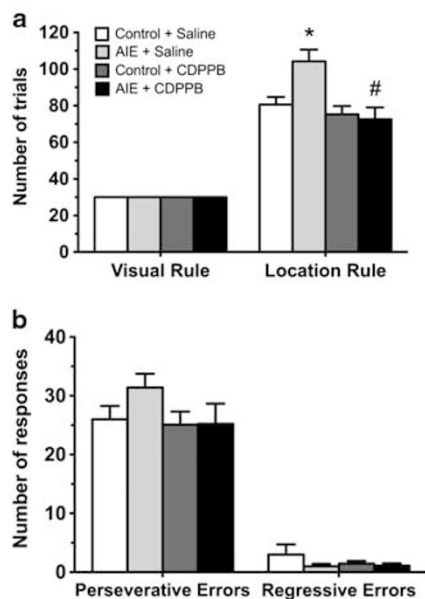 a
Control + Saline
AIE + Saline
Control + CDPPB
AIE + CDPPB
*
#
Number of trials
120
100
80
60
40
20
0
Visual Rule
Location Rule
b
Number of responses
40
30
20
10
0
Perseverative Errors
Regressive Errors